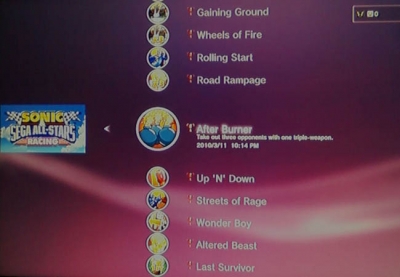 Gaining Ground
Wheels of Fire
Rolling Start
Road Rampage
SONIC
SEGA ALL-STARS
RACING
After Burner
Take out three opponents with one triple-weapon.
2010/3/11 10:14 PM
Up 'N' Down
Streets of Rage
Wonder Boy
Altered Beast
Last Survivor
0